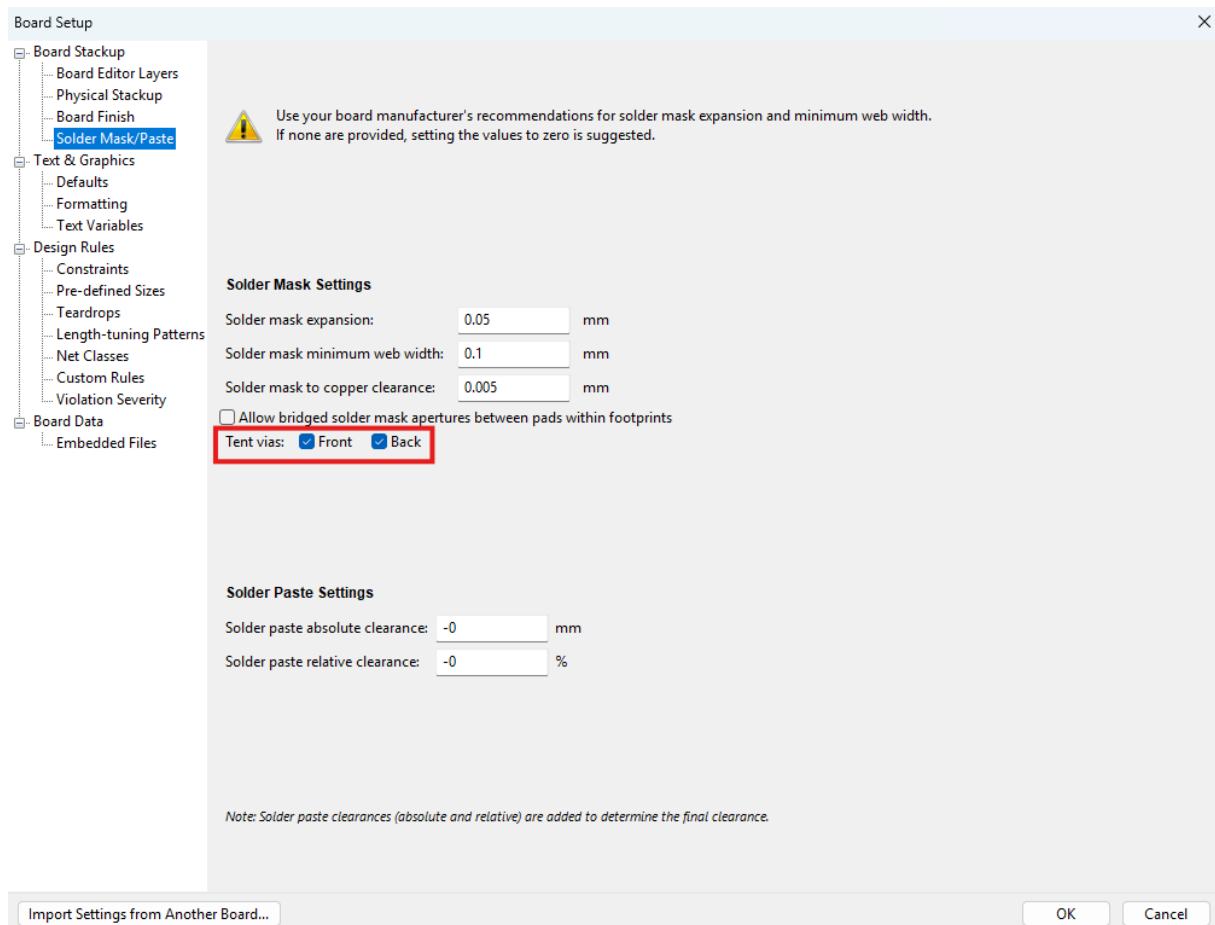 Board Setup
Board Stackup
Board Editor Layers
Physical Stackup
Board Finish
Solder Mask/Paste
Text & Graphics
Defaults
Formatting
Text Variables
Design Rules
Constraints
Pre-defined Sizes
Teardrops
Length-tuning Patterns
Net Classes
Custom Rules
Violation Severity
Board Data
Embedded Files
Use your board manufacturer's recommendations for solder mask expansion and minimum web width.
If none are provided, setting the values to zero is suggested.
Solder Mask Settings
Solder mask expansion: 0.05 mm
Solder mask minimum web width: 0.1 mm
Solder mask to copper clearance: 0.005 mm
Allow bridged solder mask apertures between pads within footprints
Tent vias: Front Back
Solder Paste Settings
Solder paste absolute clearance: -0 mm
Solder paste relative clearance: -0 %
Note: Solder paste clearances (absolute and relative) are added to determine the final clearance.
Import Settings from Another Board... OK Cancel